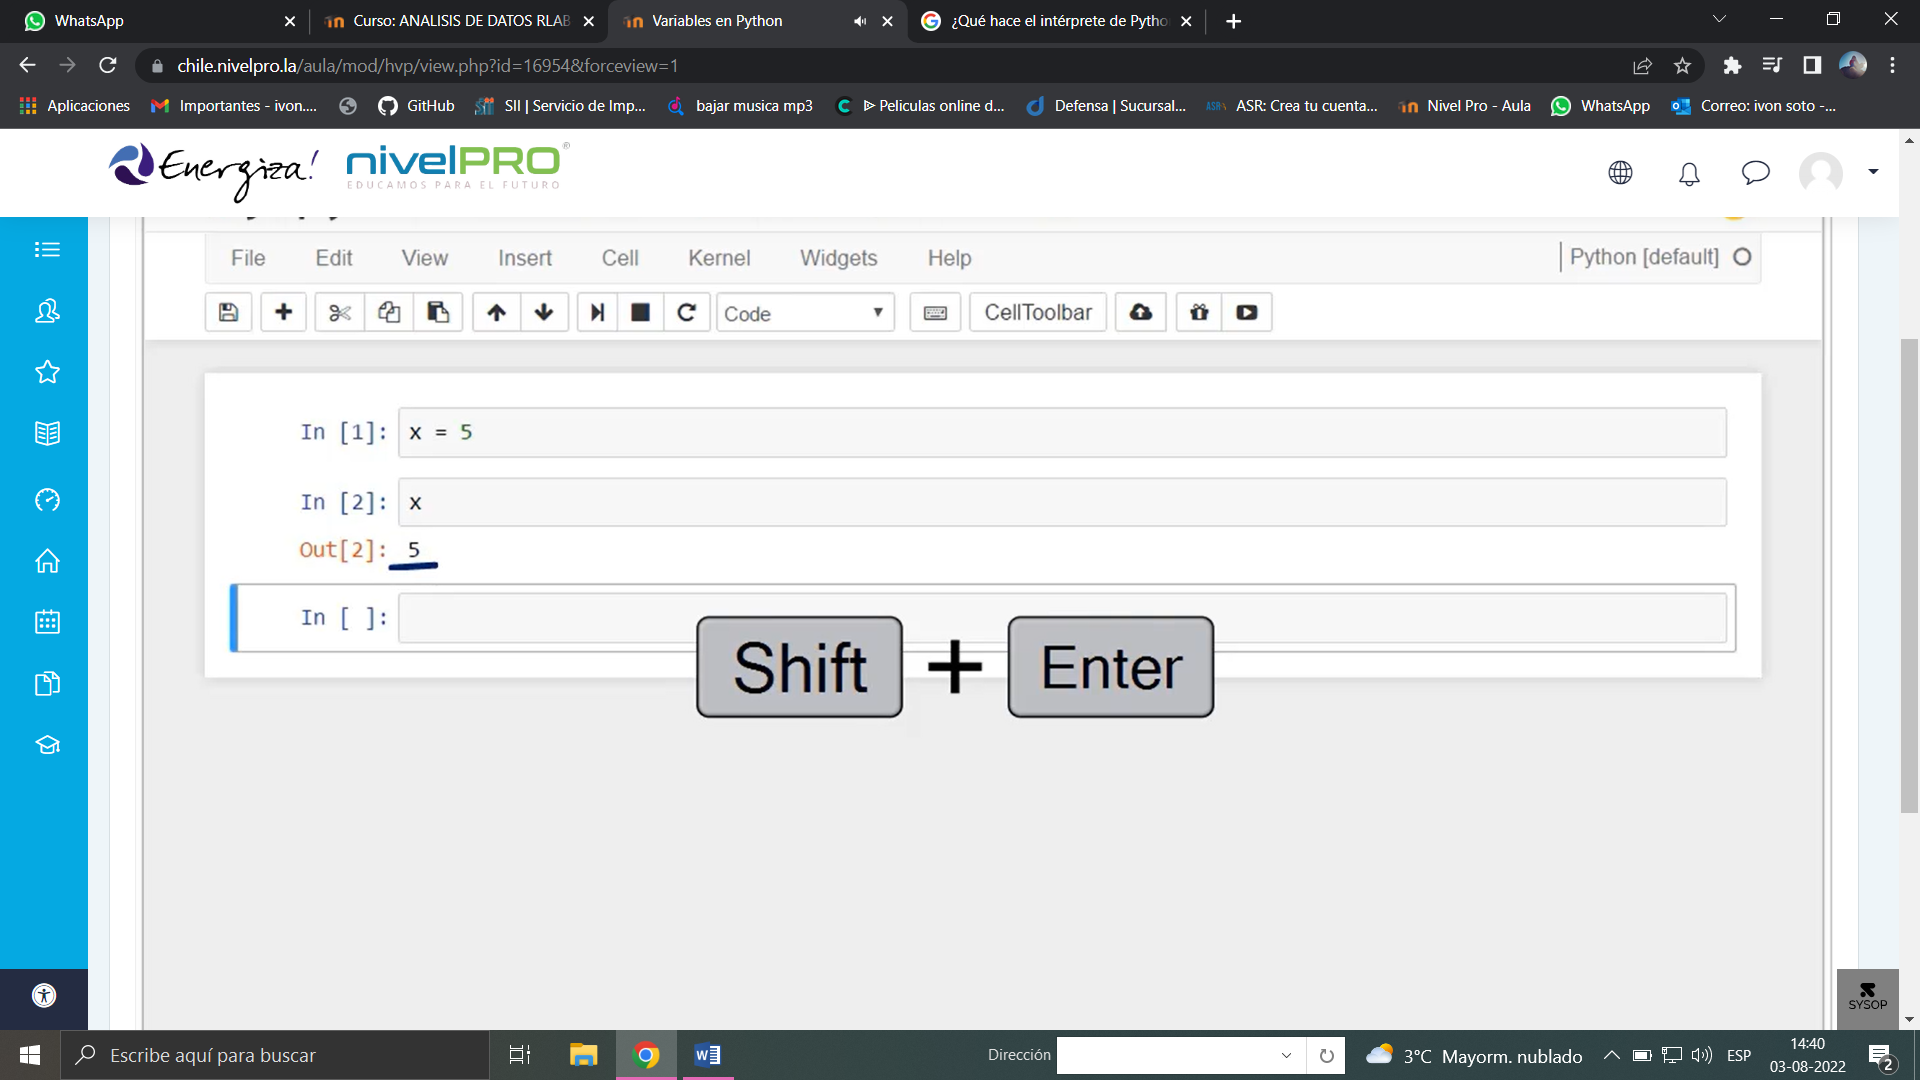 WhatsApp
Curso: ANALISIS DE DATOS RLAB
Variables en Python
¿Qué hace el intérprete de Pytho
chile.nivelpro.la/aula/mod/hvp/view.php?id=16954&forceview=1
Aplicaciones
Importantes - ivon....
GitHub
SII | Servicio de Imp...
bajar musica mp3
Peliculas online d...
Defensa | Sucursal...
ASR: Crea tu cuenta...
Nivel Pro - Aula
WhatsApp
Correo: ivon soto -...
Energiza!
nivelPRO®
EDUCAMOS PARA EL FUTURO
File Edit View Insert Cell Kernel Widgets Help
Python [default]
Code
CellToolbar
In [1]: x = 5
In [2]: x
Out[2]: 5
In [ ]:
Shift + Enter
SYSOP
Escribe aquí para buscar
Dirección
3°C Mayorm. nublado
ESP
14:40
03-08-2022
2